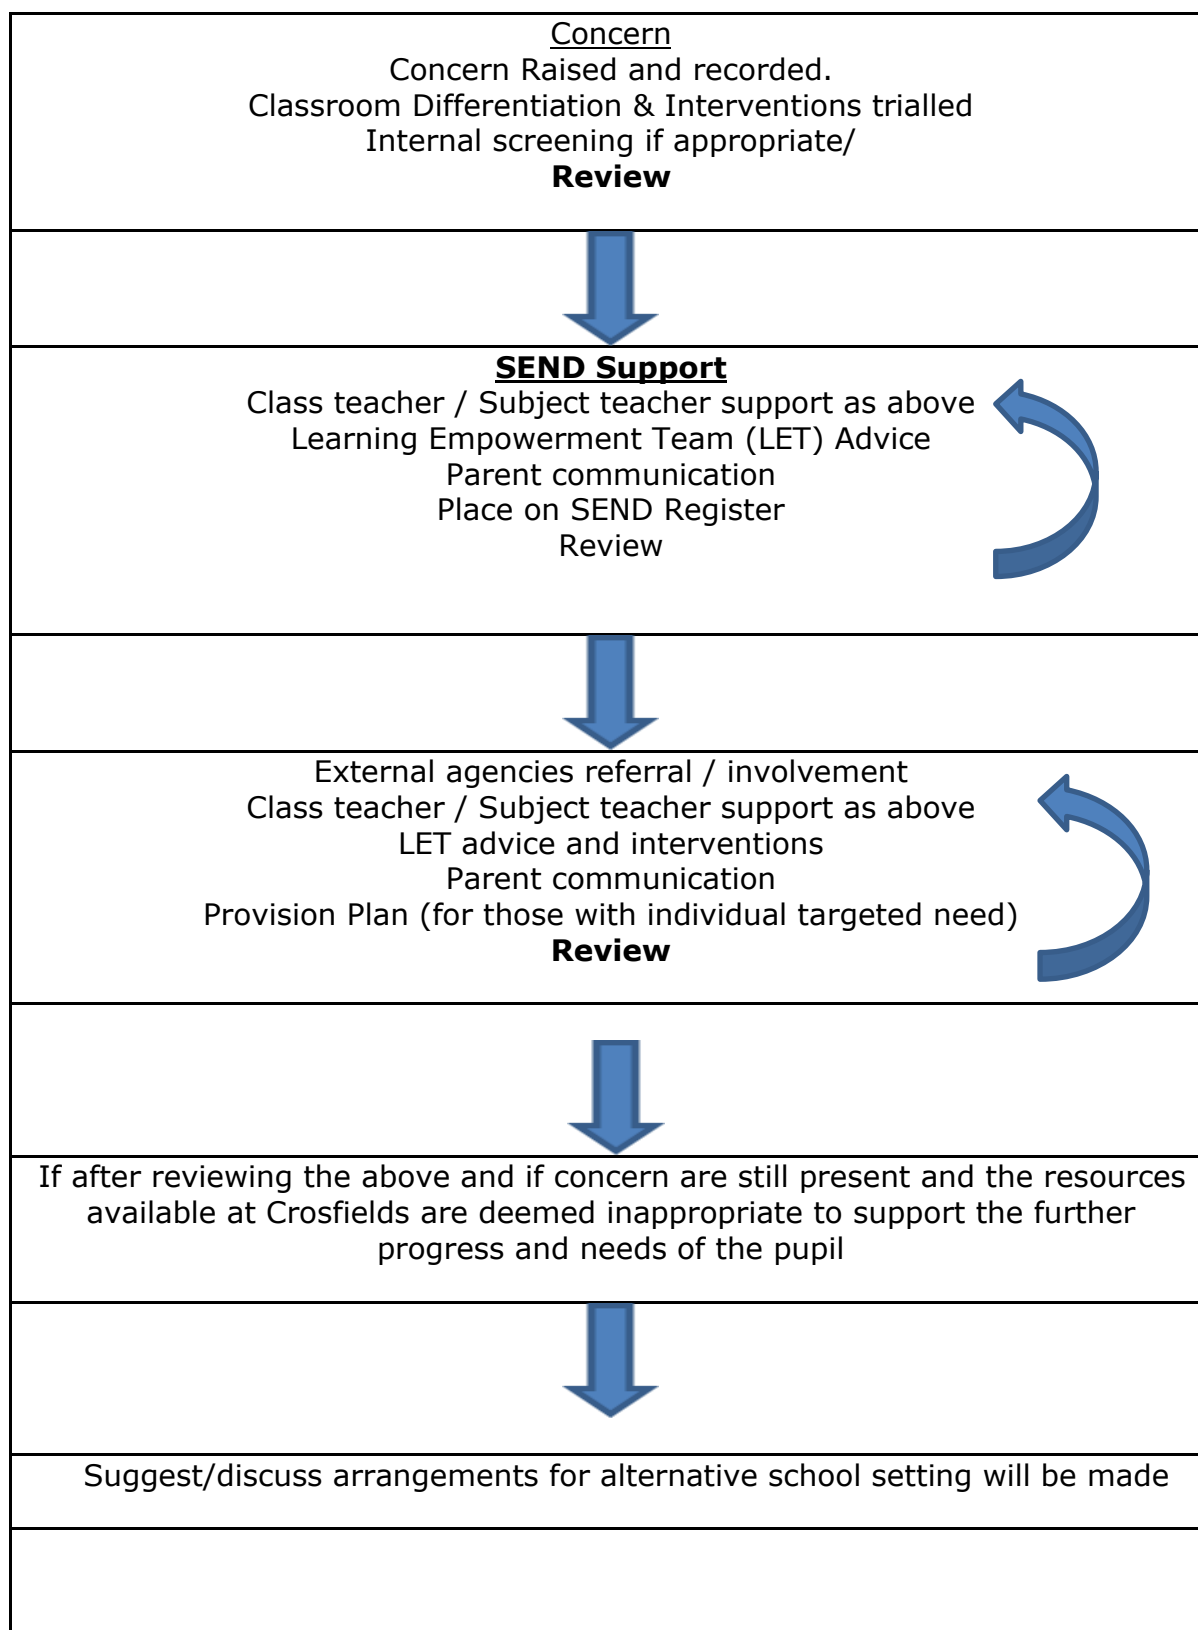 Concern
Concern Raised and recorded.
Classroom Differentiation & Interventions trialled
Internal screening if appropriate/
Review
SEND Support
Class teacher / Subject teacher support as above
Learning Empowerment Team (LET) Advice
Parent communication
Place on SEND Register
Review
External agencies referral / involvement
Class teacher / Subject teacher support as above
LET advice and interventions
Parent communication
Provision Plan (for those with individual targeted need)
Review
If after reviewing the above and if concern are still present and the resources
available at Crosfields are deemed inappropriate to support the further
progress and needs of the pupil
Suggest/discuss arrangements for alternative school setting will be made